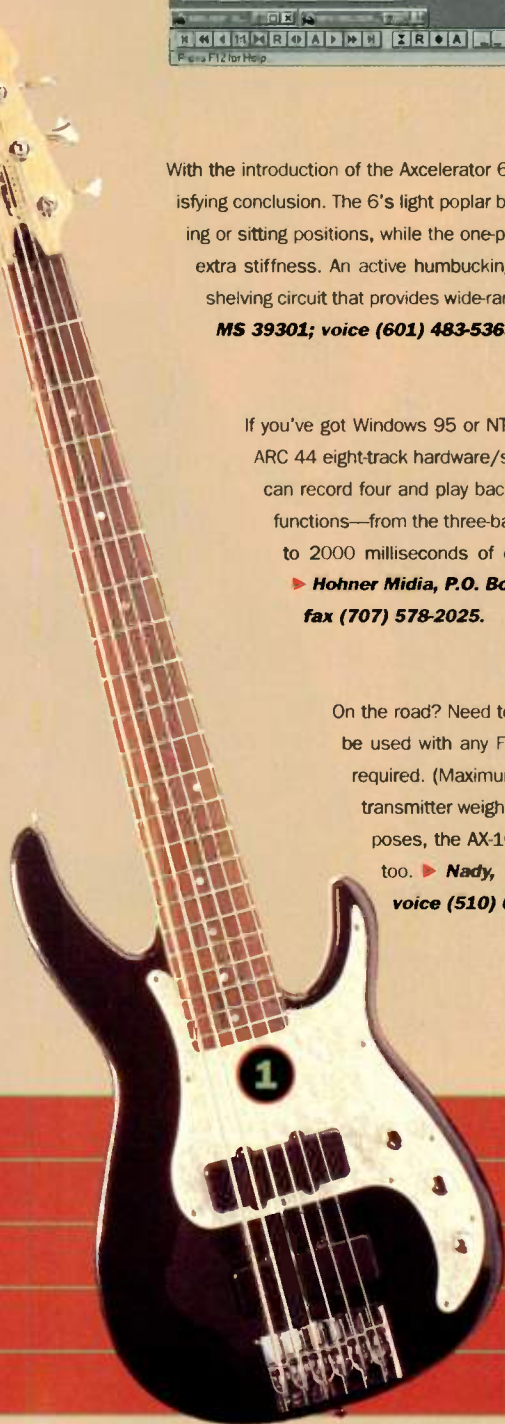 H ◀◀ ◀ 1:1 R A ▶ ▶▶ R ● A
Press F12 for Help
With the introduction of the Axcelerator 6
isfying conclusion. The 6's light poplar b
ing or sitting positions, while the one-p
extra stiffness. An active humbucking
shelving circuit that provides wide-ra
MS 39301; voice (601) 483-536
If you've got Windows 95 or NT
ARC 44 eight-track hardware/s
can record four and play bac
functions—from the three-ba
to 2000 milliseconds of
▶ Hohner Midia, P.O. Bo
fax (707) 578-2025.
On the road? Need to
be used with any F
required. (Maximum
transmitter weigh
poses, the AX-1
too. ▶ Nady,
voice (510) 6
1